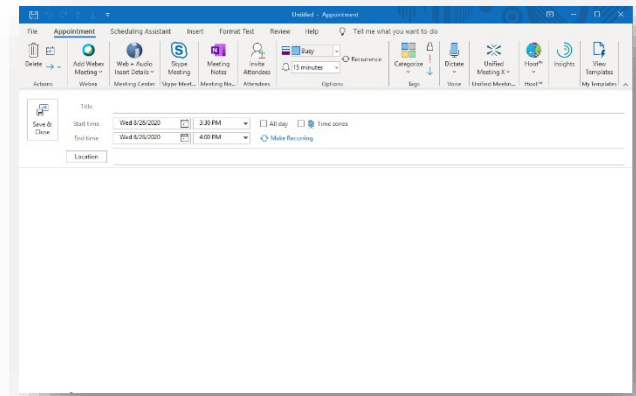 Untitled - Appointment
File Appointment Scheduling Assistant Insert Format Text Review Help Tell me what you want to do
Delete
Add Webex Meeting
Web + Audio Insert Details
Skype Meeting
Meeting Notes
Invite Attendees
Busy
15 minutes
Recurrence
Categorize
Dictate
Unified Meeting X
Host™
Insights
View Templates
Actions Webex Meeting Center Skype Meet... Meeting No... Attendees Options Tags Voice Unified Meetin... Host™ My Templates
Save & Close
Title
Start time Wed 8/26/2020 3:30 PM All day Time zones
End time Wed 8/26/2020 4:00 PM Make Recurring
Location